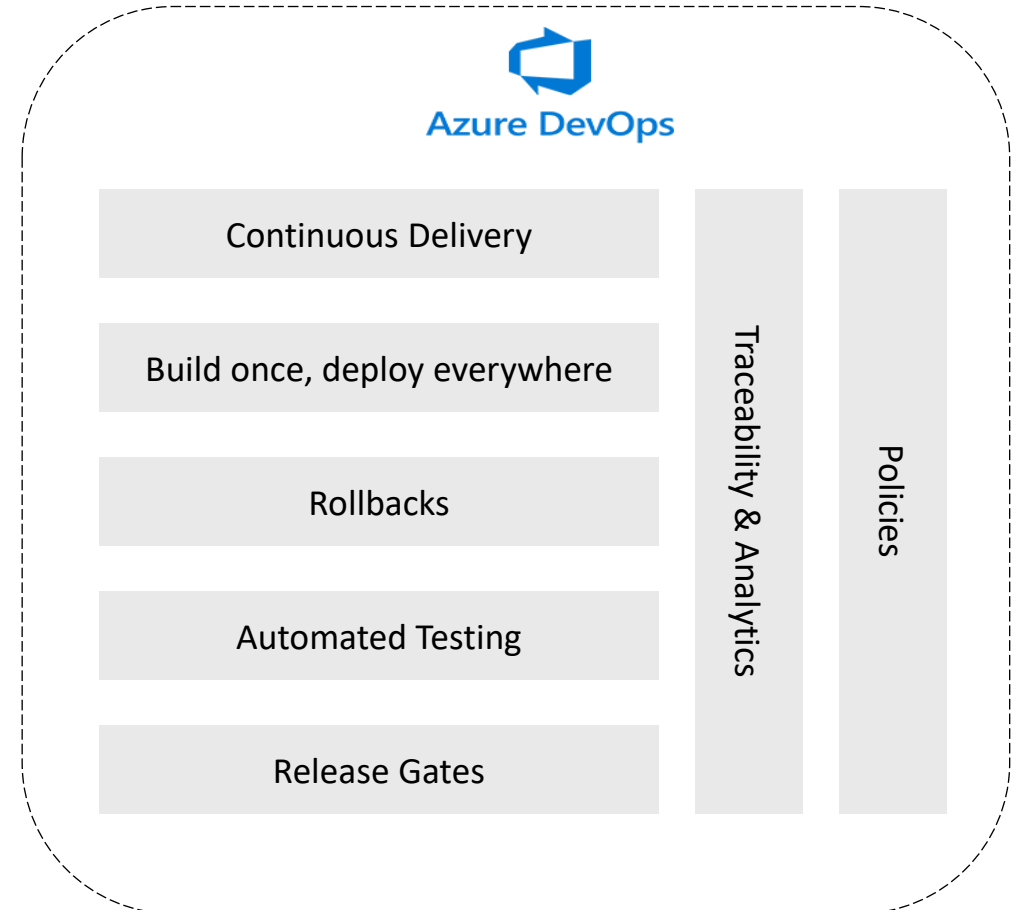 Azure DevOps
Continuous Delivery
Build once, deploy everywhere
Rollbacks
Automated Testing
Release Gates
Traceability & Analytics
Policies